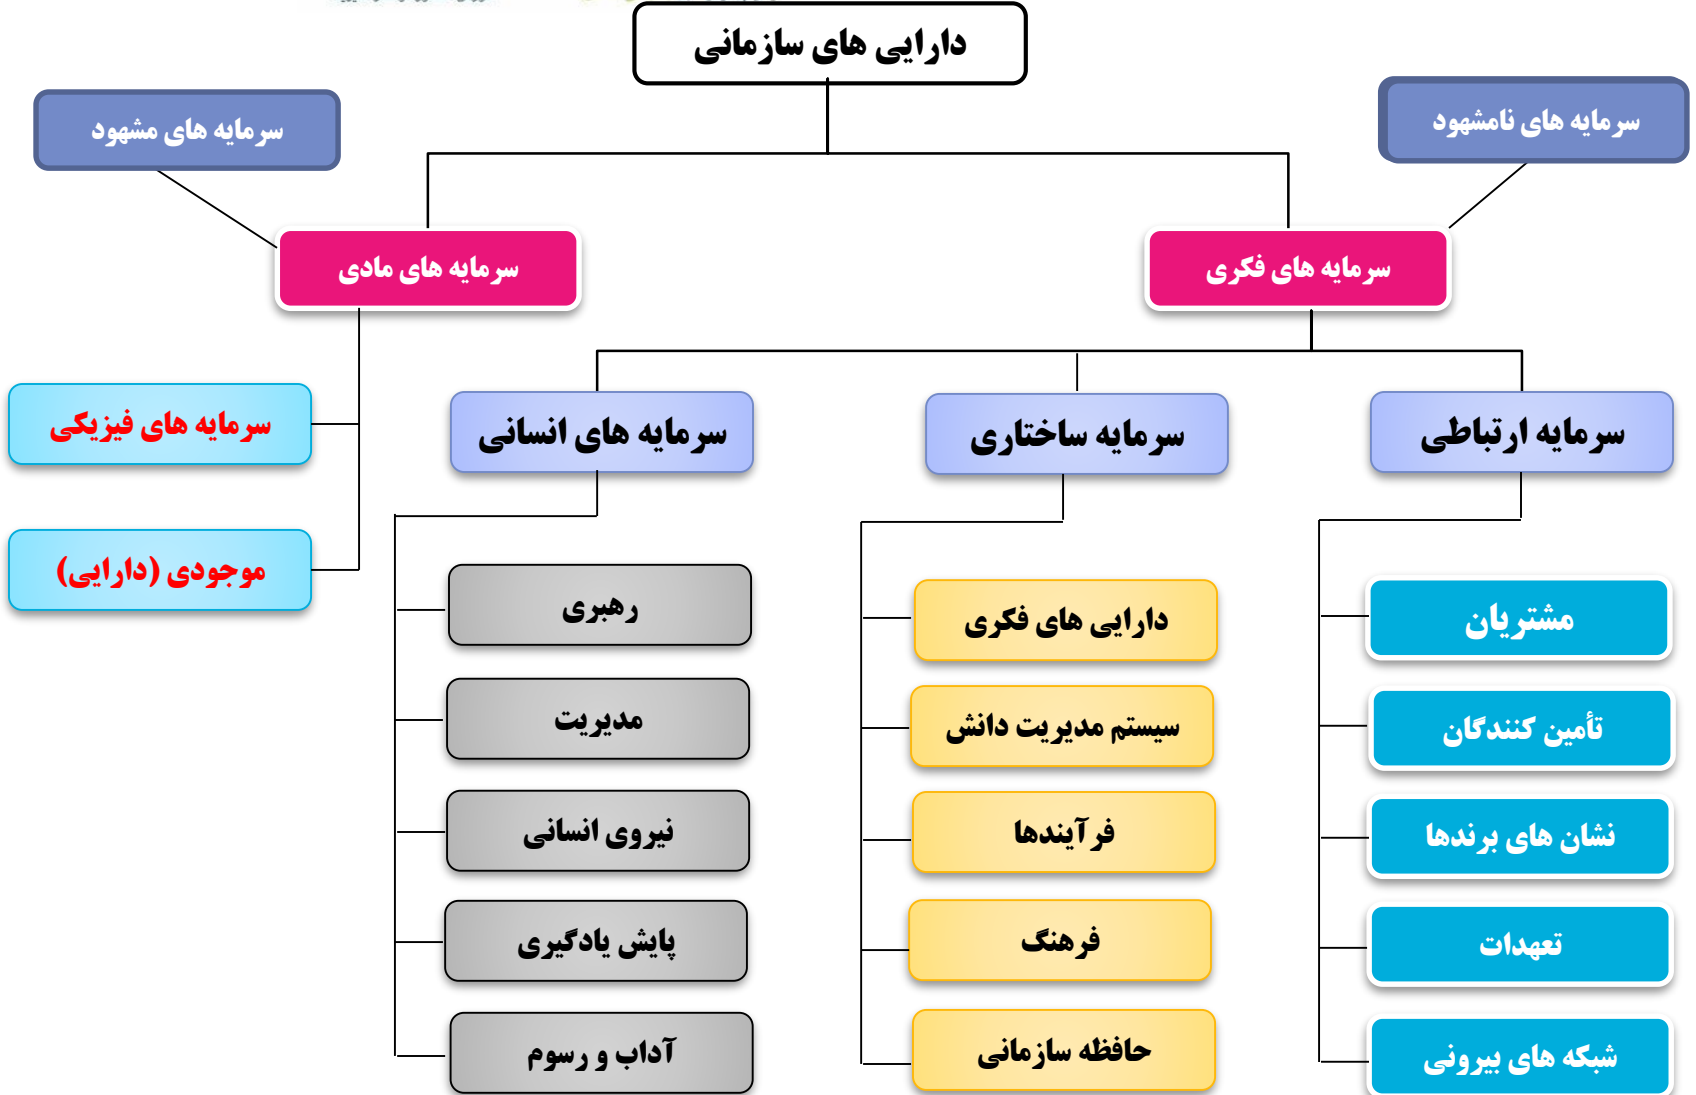 دارایی های سازمانی
سرمایه های نامشهود
سرمایه های مشهود
سرمایه های فکری
سرمایه های مادی
سرمایه ارتباطی
مشتریان
تأمین کنندگان
نشان های برندها
تعهدات
شبکه های بیرونی
سرمایه ساختاری
دارایی های فکری
سیستم مدیریت دانش
فرآیندها
فرهنگ
حافظه سازمانی
سرمایه های انسانی
رهبری
مدیریت
نیروی انسانی
پایش یادگیری
آداب و رسوم
سرمایه های فیزیکی
موجودی (دارایی)